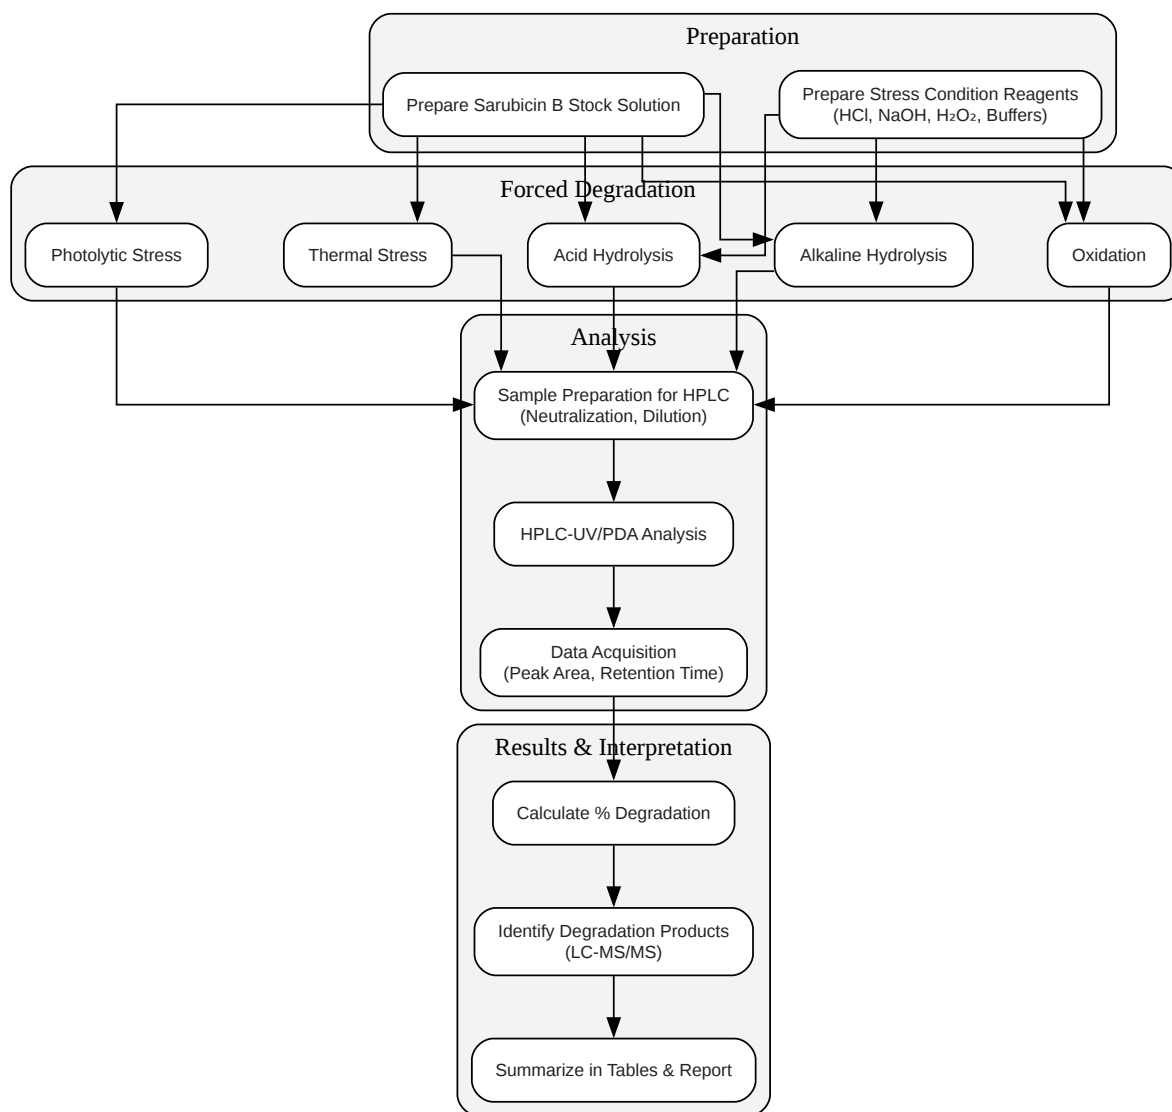 Preparation
Prepare Sarubicin B Stock Solution
Prepare Stress Condition Reagents
(HCl, NaOH, H₂O₂, Buffers)
Forced Degradation
Photolytic Stress
Thermal Stress
Acid Hydrolysis
Alkaline Hydrolysis
Oxidation
Analysis
Sample Preparation for HPLC
(Neutralization, Dilution)
HPLC-UV/PDA Analysis
Data Acquisition
(Peak Area, Retention Time)
Results & Interpretation
Calculate % Degradation
Identify Degradation Products
(LC-MS/MS)
Summarize in Tables & Report